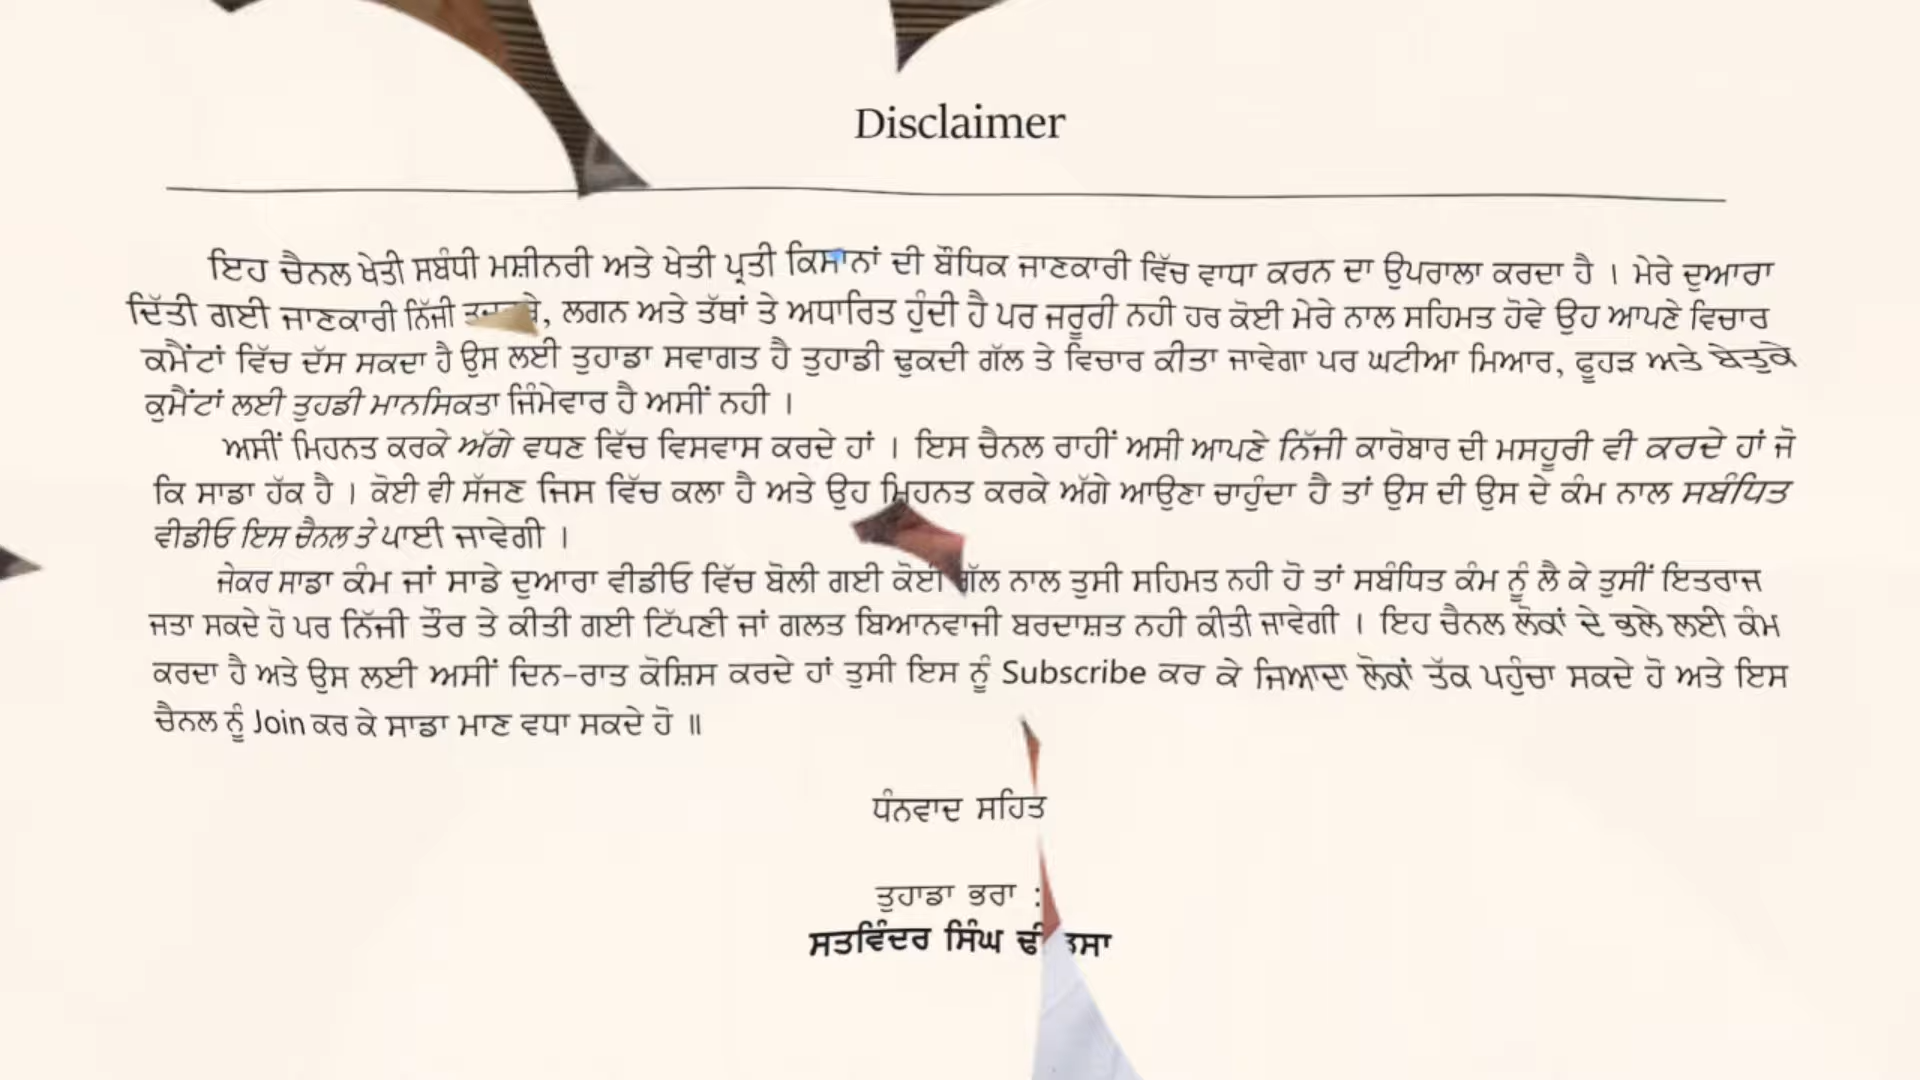 Disclaimer
ਇਹ ਚੈਨਲ ਖੇਤੀ ਸਬੰਧੀ ਮਸ਼ੀਨਰੀ ਅਤੇ ਖੇਤੀ ਪ੍ਰਤੀ ਕਿਸਾਨਾਂ ਦੀ ਬੌਧਿਕ ਜਾਣਕਾਰੀ ਵਿੱਚ ਵਾਧਾ ਕਰਨ ਦਾ ਉਪਰਾਲਾ ਕਰਦਾ ਹੈ । ਮੇਰੇ ਦੁਆਰਾ
ਦਿੱਤੀ ਗਈ ਜਾਣਕਾਰੀ ਨਿੱਜੀ ਲਗਨ ਅਤੇ ਤੱਥਾਂ ਤੇ ਅਧਾਰਿਤ ਹੁੰਦੀ ਹੈ ਪਰ ਜਰੂਰੀ ਨਹੀ ਹਰ ਕੋਈ ਮੇਰੇ ਨਾਲ ਸਹਿਮਤ ਹੋਵੇ ਉਹ ਆਪਣੇ ਵਿਚਾਰ
ਕਮੈਂਟਾਂ ਵਿੱਚ ਦੱਸ ਸਕਦਾ ਹੈ ਉਸ ਲਈ ਤੁਹਾਡਾ ਸਵਾਗਤ ਹੈ ਤੁਹਾਡੀ ਢੁਕਦੀ ਗੱਲ ਤੇ ਵਿਚਾਰ ਕੀਤਾ ਜਾਵੇਗਾ ਪਰ ਘਟੀਆ ਮਿਆਰ, ਫੂਹੜ ਅਤੇ ਬੇਤੁਕੇ
ਕੁਮੈਂਟਾਂ ਲਈ ਤੁਹਡੀ ਮਾਨਸਿਕਤਾ ਜਿੰਮੇਵਾਰ ਹੈ ਅਸੀਂ ਨਹੀ ।
ਅਸੀਂ ਮਿਹਨਤ ਕਰਕੇ ਅੱਗੇ ਵਧਣ ਵਿੱਚ ਵਿਸਵਾਸ ਕਰਦੇ ਹਾਂ । ਇਸ ਚੈਨਲ ਰਾਹੀਂ ਅਸੀ ਆਪਣੇ ਨਿੱਜੀ ਕਾਰੋਬਾਰ ਦੀ ਮਸਹੂਰੀ ਵੀ ਕਰਦੇ ਹਾਂ ਜੋ
ਕਿ ਸਾਡਾ ਹੱਕ ਹੈ । ਕੋਈ ਵੀ ਸੱਜਣ ਜਿਸ ਵਿੱਚ ਕਲਾ ਹੈ ਅਤੇ ਉਹ ਮਿਹਨਤ ਕਰਕੇ ਅੱਗੇ ਆਉਣਾ ਚਾਹੁੰਦਾ ਹੈ ਤਾਂ ਉਸ ਦੀ ਉਸ ਦੇ ਕੰਮ ਨਾਲ ਸਬੰਧਿਤ
ਵੀਡੀਓ ਇਸ ਚੈਨਲ ਤੇ ਪਾਈ ਜਾਵੇਗੀ ।
ਜੇਕਰ ਸਾਡਾ ਕੰਮ ਜਾਂ ਸਾਡੇ ਦੁਆਰਾ ਵੀਡੀਓ ਵਿੱਚ ਬੋਲੀ ਗਈ ਕੋਈ ਗੱਲ ਨਾਲ ਤੁਸੀ ਸਹਿਮਤ ਨਹੀ ਹੋ ਤਾਂ ਸਬੰਧਿਤ ਕੰਮ ਨੂੰ ਲੈ ਕੇ ਤੁਸੀਂ ਇਤਰਾਜ
ਜਤਾ ਸਕਦੇ ਹੋ ਪਰ ਨਿੱਜੀ ਤੌਰ ਤੇ ਕੀਤੀ ਗਈ ਟਿੱਪਣੀ ਜਾਂ ਗਲਤ ਬਿਆਨਵਾਜੀ ਬਰਦਾਸ਼ਤ ਨਹੀ ਕੀਤੀ ਜਾਵੇਗੀ । ਇਹ ਚੈਨਲ ਲੋਕਾਂ ਦੇ ਭਲੇ ਲਈ ਕੰਮ
ਕਰਦਾ ਹੈ ਅਤੇ ਉਸ ਲਈ ਅਸੀਂ ਦਿਨ-ਰਾਤ ਕੋਸ਼ਿਸ ਕਰਦੇ ਹਾਂ ਤੁਸੀ ਇਸ ਨੂੰ Subscribe ਕਰ ਕੇ ਜਿਆਦਾ ਲੋਕਾਂ ਤੱਕ ਪਹੁੰਚਾ ਸਕਦੇ ਹੋ ਅਤੇ ਇਸ
ਚੈਨਲ ਨੂੰ Join ਕਰ ਕੇ ਸਾਡਾ ਮਾਣ ਵਧਾ ਸਕਦੇ ਹੋ ॥
ਧੰਨਵਾਦ ਸਹਿਤ
ਤੁਹਾਡਾ ਭਰਾ :
ਸਤਵਿੰਦਰ ਸਿੰਘ